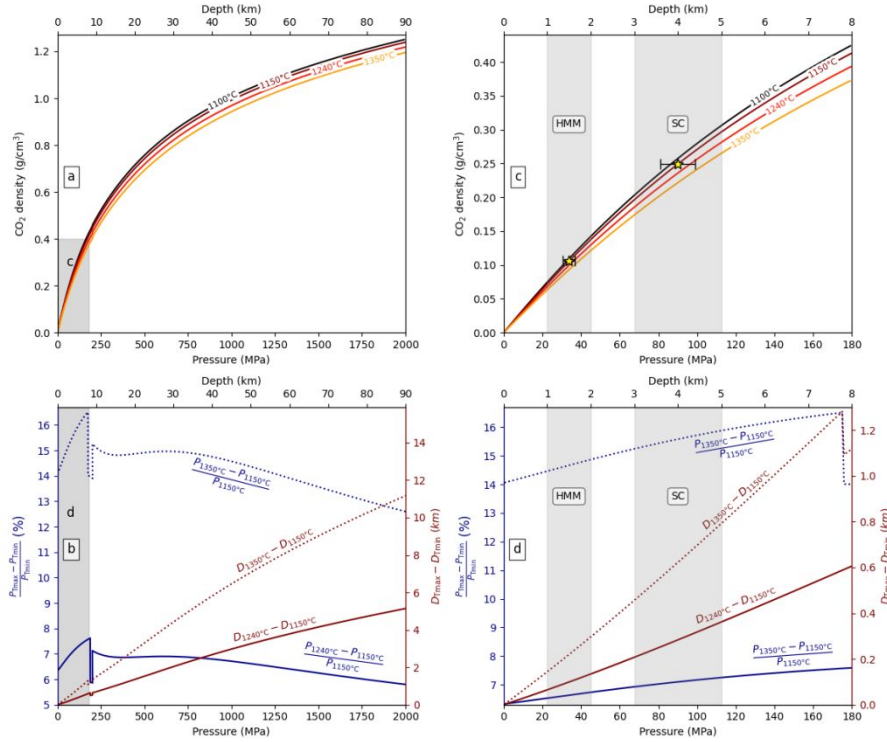 Depth (km)
0 10 20 30 40 50 60 70 80 90
1.2
1.0
0.8
0.6
0.4
0.2
0.0
CO2 density (g/cm3)
1100°C
1150°C
1240°C
1350°C
a
c
0 250 500 750 1000 1250 1500 1750 2000
Pressure (MPa)
Depth (km)
0 1 2 3 4 5 6 7 8
0.40
0.35
0.30
0.25
0.20
0.15
0.10
0.05
0.00
CO2 density (g/cm3)
HMM
SC
1100°C
1150°C
1240°C
1350°C
c
0 20 40 60 80 100 120 140 160 180
Pressure (MPa)
Depth (km)
0 10 20 30 40 50 60 70 80 90
16
15
14
13
12
11
10
9
8
7
6
5
PTmax − PTmin / PTmin (%)
d
b
P1350°C − P1150°C
P1150°C
D1350°C − D1150°C
D1240°C − D1150°C
P1240°C − P1150°C
P1150°C
14
12
10
8
6
4
2
0
DTmax − DTmin (km)
0 250 500 750 1000 1250 1500 1750 2000
Pressure (MPa)
Depth (km)
0 1 2 3 4 5 6 7 8
16
15
14
13
12
11
10
9
8
7
PTmax − PTmin / PTmin (%)
HMM
SC
d
P1350°C − P1150°C
P1150°C
D1350°C − D1150°C
D1240°C − D1150°C
P1350°C − P1150°C
P1150°C
1.2
1.0
0.8
0.6
0.4
0.2
0.0
DTmax − DTmin (km)
0 20 40 60 80 100 120 140 160 180
Pressure (MPa)